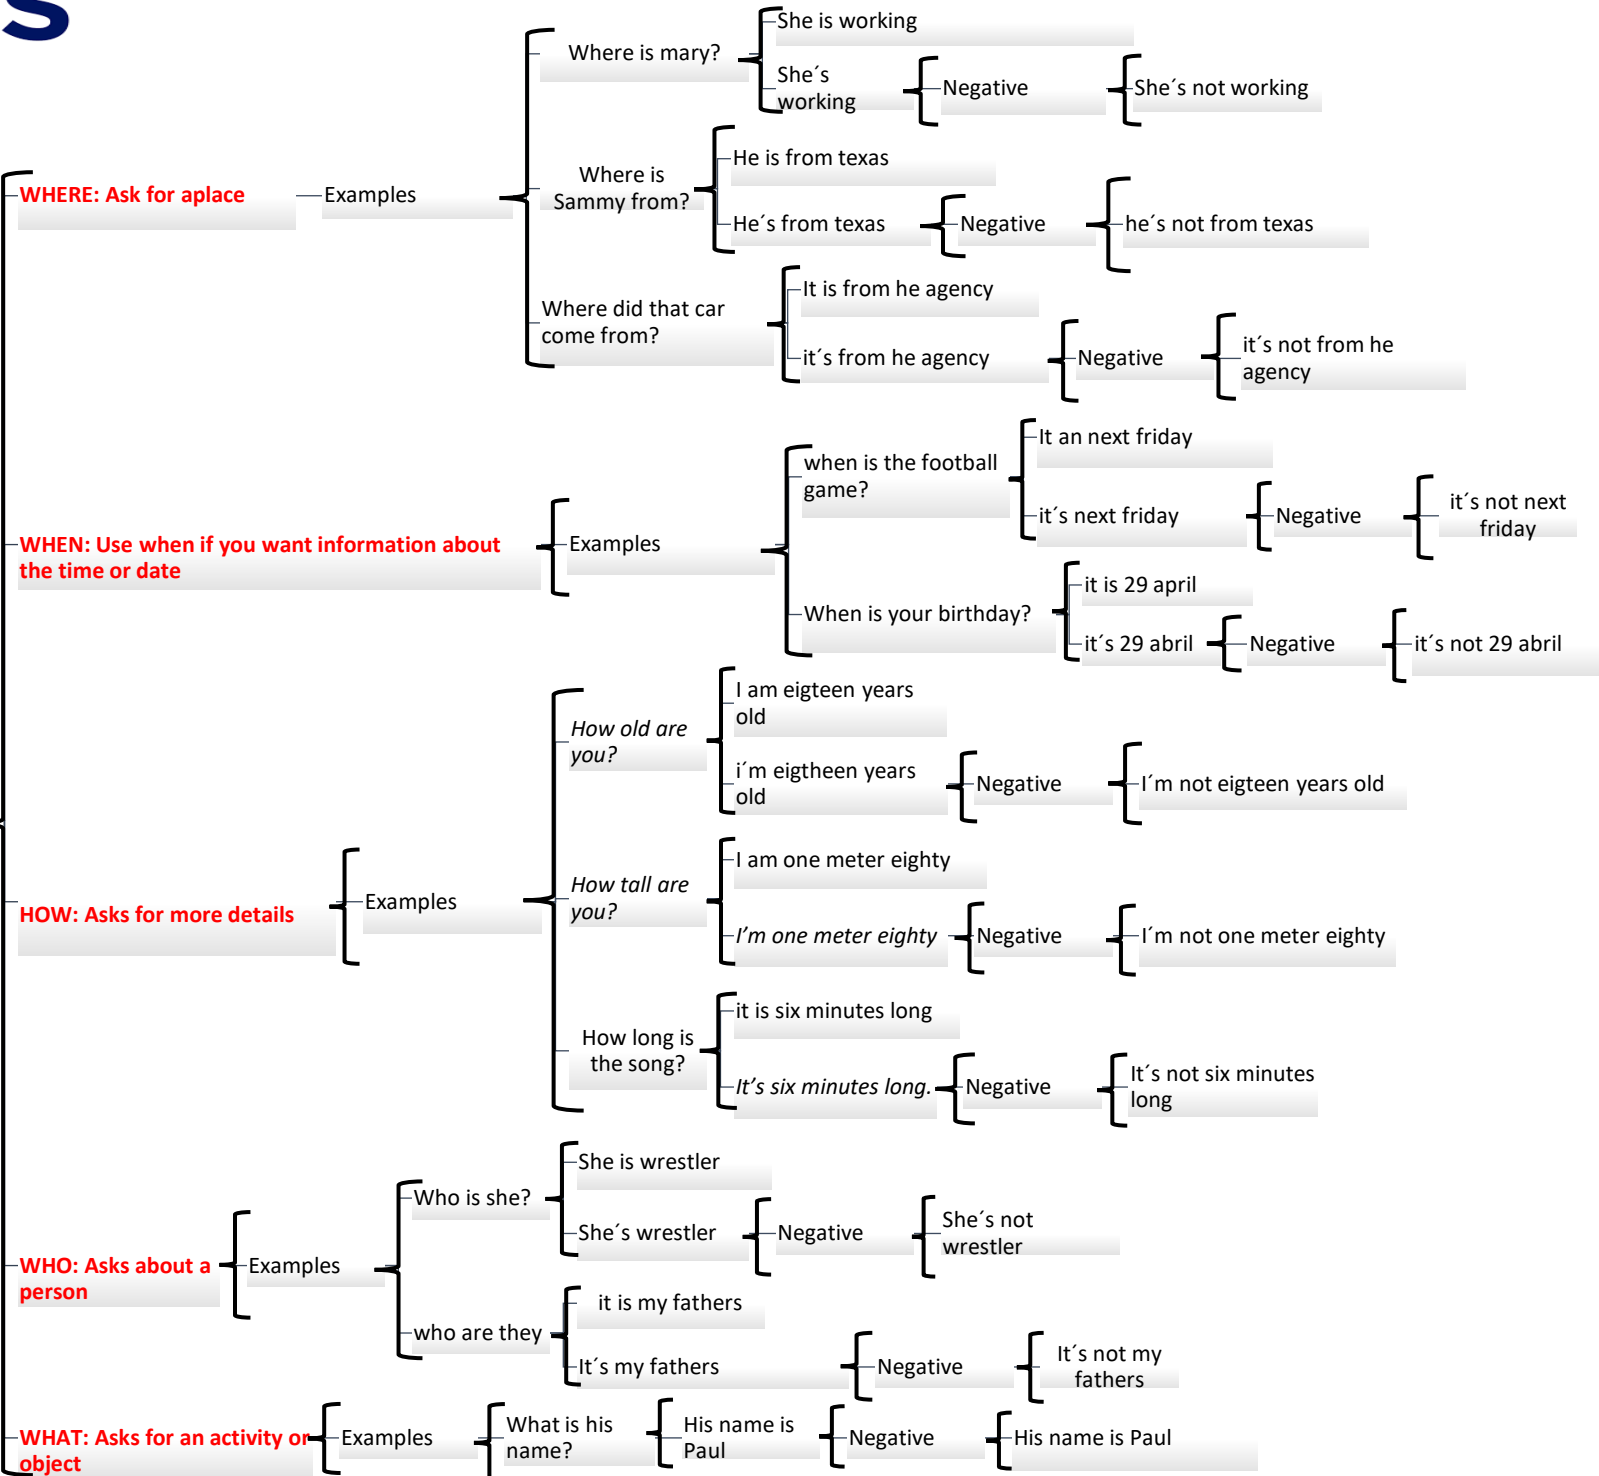 s
WHERE: Ask for aplace
Examples
Where is mary?
She is working
She´s
working
Negative
She´s not working
Where is
Sammy from?
He is from texas
He´s from texas
Negative
he´s not from texas
Where did that car
come from?
It is from he agency
it´s from he agency
Negative
it´s not from he
agency
WHEN: Use when if you want information about
the time or date
Examples
when is the football
game?
It an next friday
it´s next friday
Negative
it´s not next
friday
When is your birthday?
it is 29 april
it´s 29 abril
Negative
it´s not 29 abril
HOW: Asks for more details
Examples
How old are
you?
I am eigteen years
old
i´m eigtheen years
old
Negative
I´m not eigteen years old
How tall are
you?
I am one meter eighty
I’m one meter eighty
Negative
I´m not one meter eighty
How long is
the song?
it is six minutes long
It’s six minutes long.
Negative
It´s not six minutes
long
WHO: Asks about a
person
Examples
Who is she?
She is wrestler
She´s wrestler
Negative
She´s not
wrestler
who are they
it is my fathers
It´s my fathers
Negative
It´s not my
fathers
WHAT: Asks for an activity or
object
Examples
What is his
name?
His name is
Paul
Negative
His name is Paul